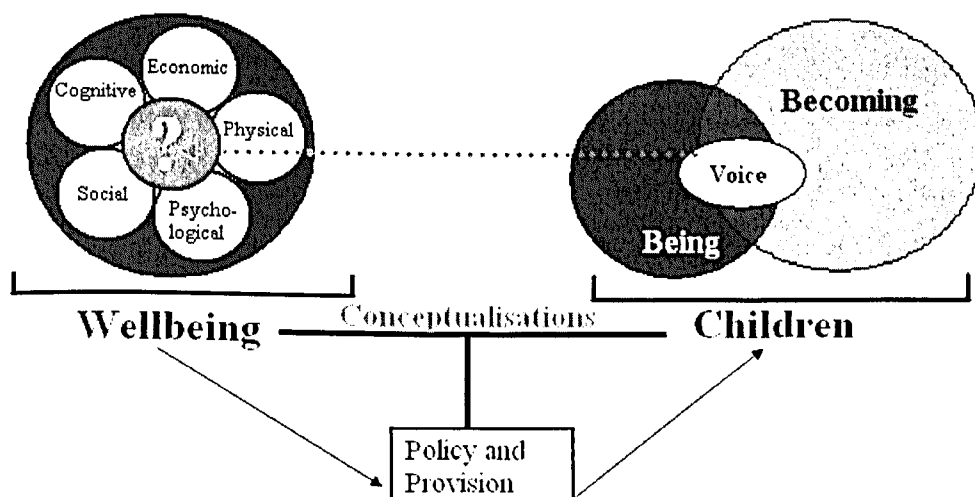 Economic
Cognitive
?
Physical
Social
Psycho-
logical
Becoming
Voice
Being
Wellbeing
Conceptualisations
Children
Policy and
Provision